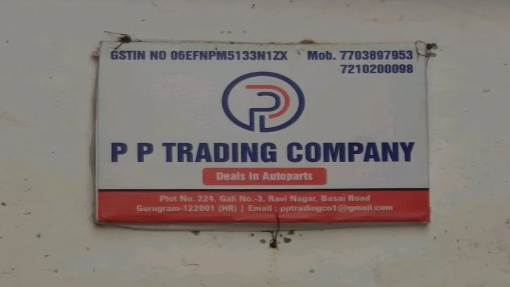 GSTIN NO 06EFNPM5133N1ZX Mob. 7703897953
7210200098
P P TRADING COMPANY
Deals In Autoparts
Plot No. 224, Gali No.-3, Ravi Nagar, Basai Road
Gurugram-122001 (HR) | Email : pptradingco1@gmail.com